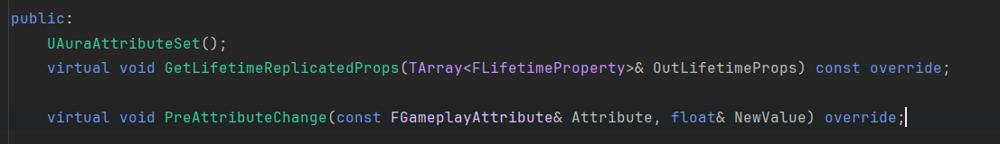 public:
UAuraAttributeSet();
virtual void GetLifetimeReplicatedProps(TArray<FLifetimeProperty>& OutLifetimeProps) const override;
virtual void PreAttributeChange(const FGameplayAttribute& Attribute, float& NewValue) override;